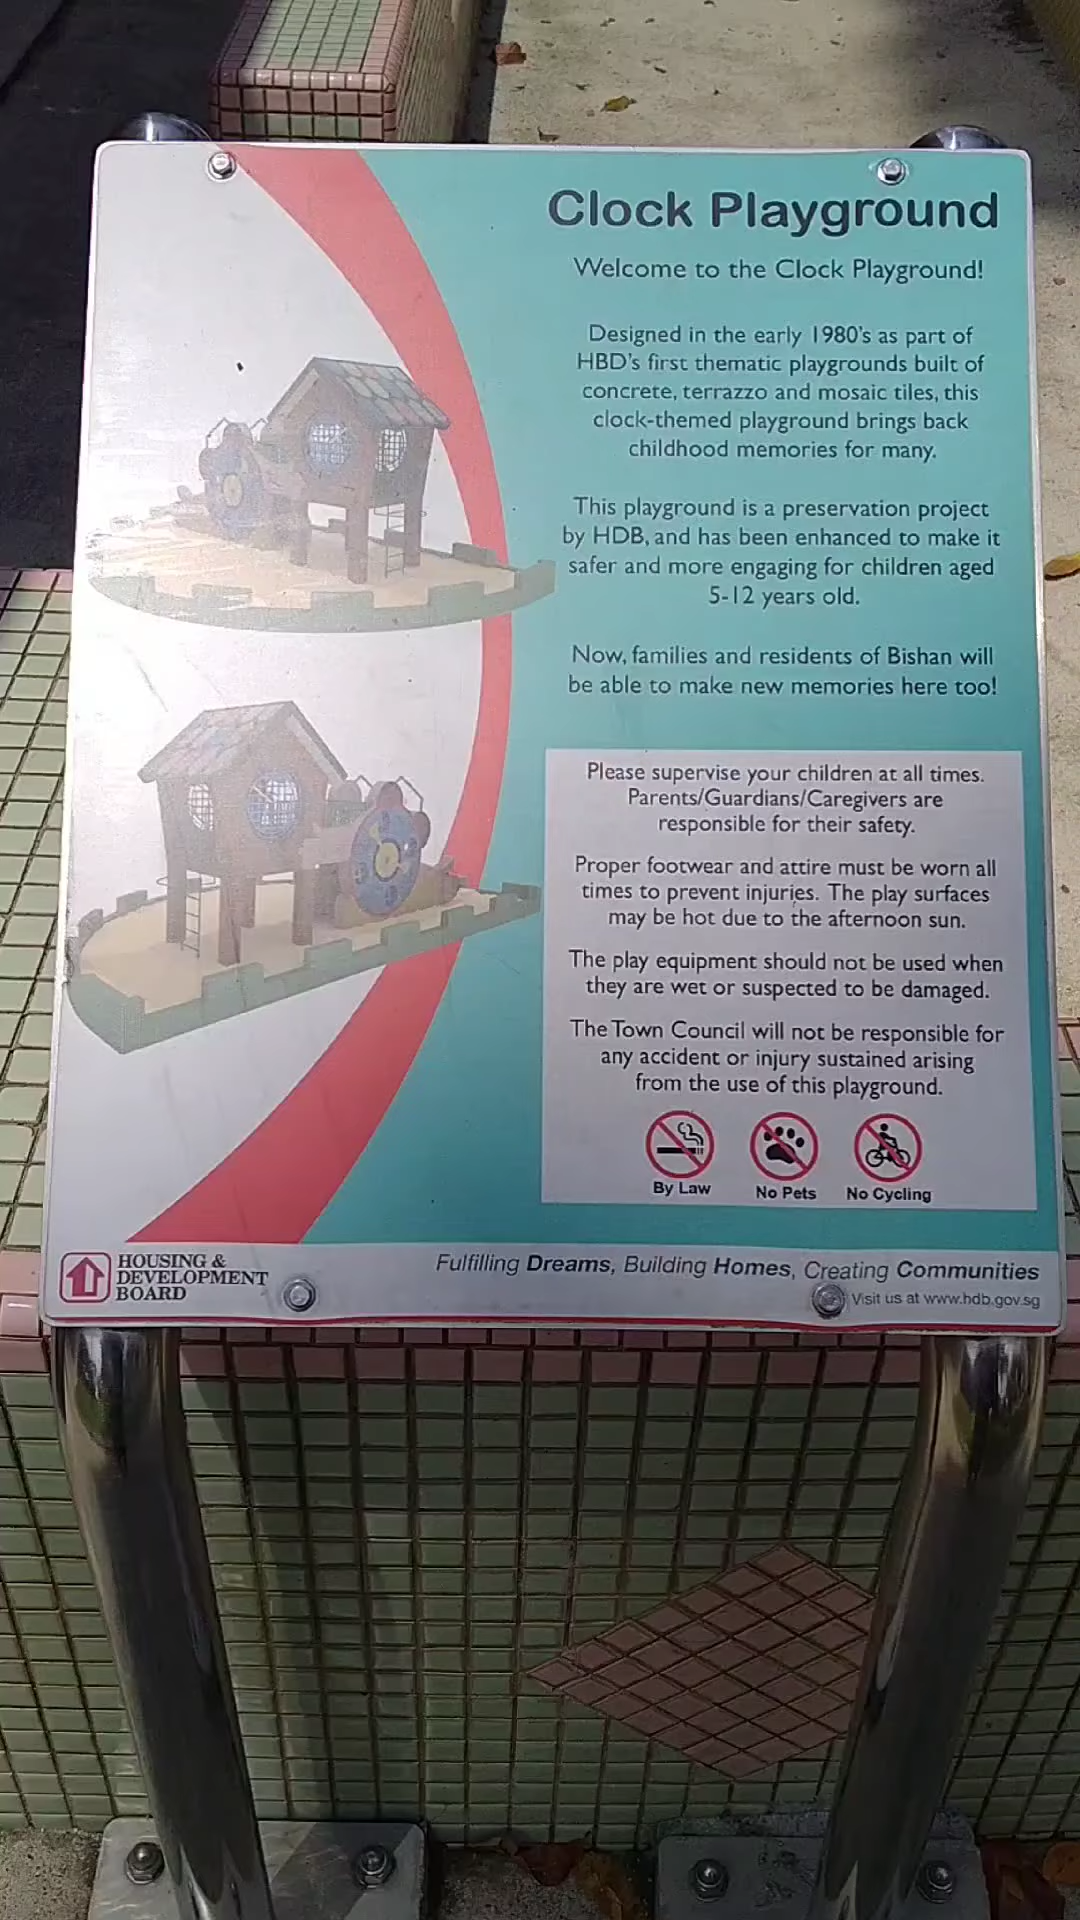 Clock Playground
Welcome to the Clock Playground!
Designed in the early 1980's as part of
HBD's first thematic playgrounds built of
concrete, terrazzo and mosaic tiles, this
clock-themed playground brings back
childhood memories for many.
This playground is a preservation project
by HDB, and has been enhanced to make it
safer and more engaging for children aged
5-12 years old.
Now, families and residents of Bishan will
be able to make new memories here too!
Please supervise your children at all times.
Parents/Guardians/Caregivers are
responsible for their safety.
Proper footwear and attire must be worn all
times to prevent injuries. The play surfaces
may be hot due to the afternoon sun.
The play equipment should not be used when
they are wet or suspected to be damaged.
The Town Council will not be responsible for
any accident or injury sustained arising
from the use of this playground.
By Law
No Pets
No Cycling
HOUSING &
DEVELOPMENT
BOARD
Fulfilling Dreams, Building Homes, Creating Communities
Visit us at www.hdb.gov.sg